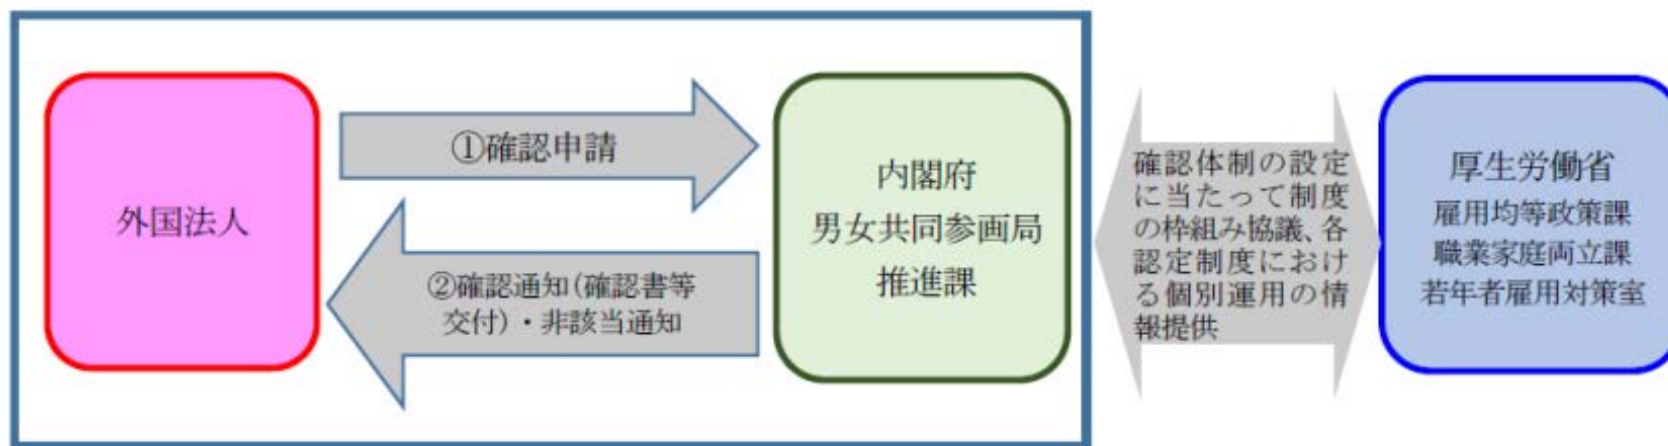 外国法人
①確認申請
②確認通知(確認書等
交付)・非該当通知
内閣府
男女共同参画局
推進課
確認体制の設定
に当たって制度
の枠組み協議、各
認定制度におけ
る個別運用の情
報提供
厚生労働省
雇用均等政策課
職業家庭両立課
若年者雇用対策室